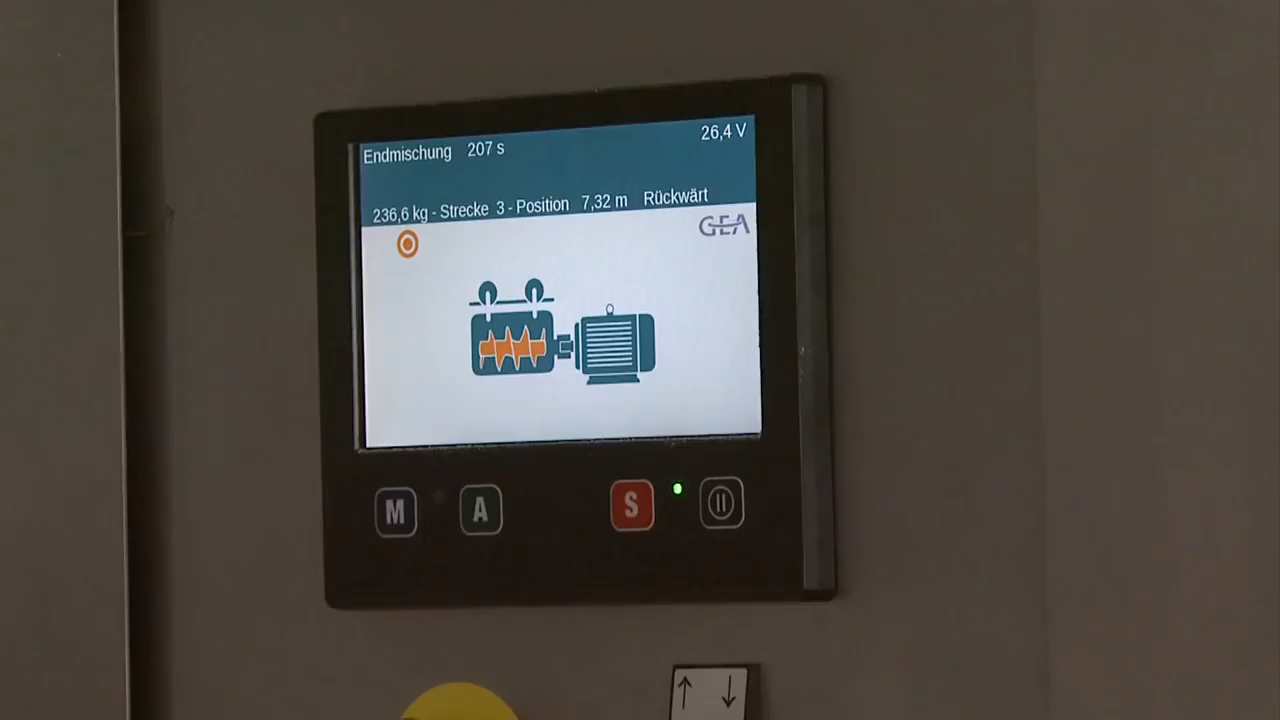 Endmischung 207 s
26,4 V
236,6 kg - Strecke 3 - Position 7,32 m Rückwärt
GEA
M A S